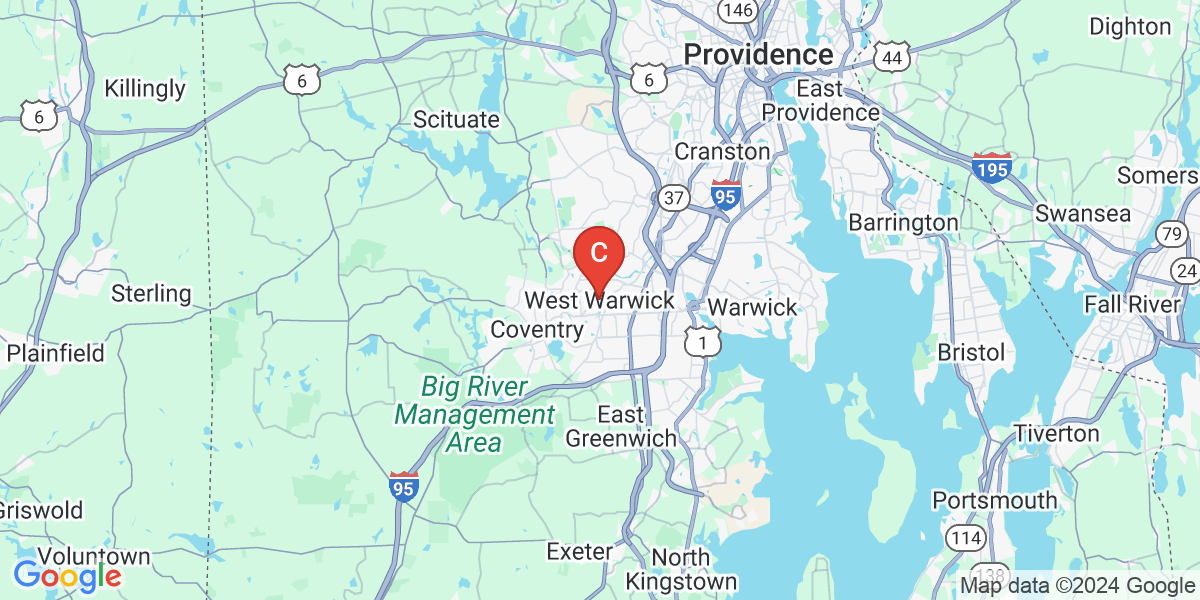 146
Dighton
Providence
44
Killingly
6
6
East
Providence
6
Scituate
Cranston
195
Somers
37
95
Swansea
Barrington
79
C
24
Sterling
West Warwick
Warwick
Fall River
Coventry
1
Plainfield
Bristol
Big River
Management
Area
East
Greenwich
Tiverton
95
Portsmouth
Griswold
114
Exeter
North
Kingstown
Voluntown
138
Google
Map data ©2024 Google